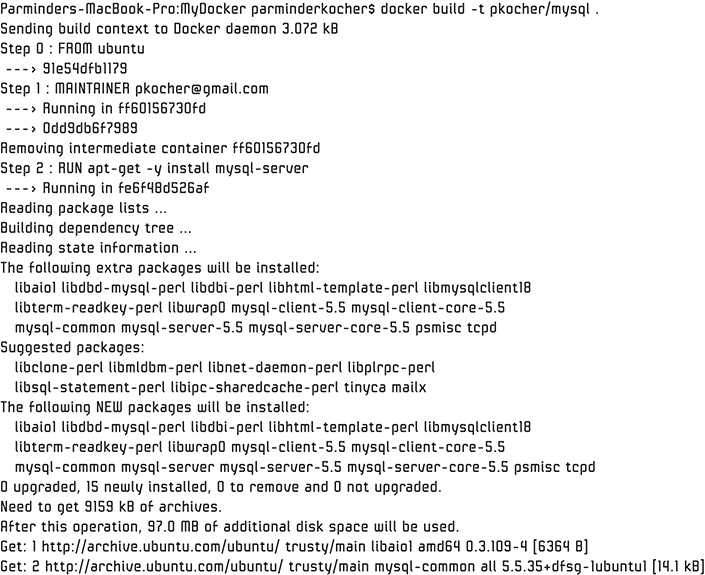 Parminders-MacBook-Pro:MyDocker parminderkocher$ docker build -t pkocher/mysql .
Sending build context to Docker daemon 3.072 kB
Step 0 : FROM ubuntu
---> 91e54dfb1179
Step 1 : MAINTAINER pkocher@gmail.com
---> Running in ff60156730fd
---> 0dd9db6f7989
Removing intermediate container ff60156730fd
Step 2 : RUN apt-get -y install mysql-server
---> Running in fe6f48d526af
Reading package lists ...
Building dependency tree ...
Reading state information ...
The following extra packages will be installed:
libaio1 libdbd-mysql-perl libdbi-perl libhtml-template-perl libmysqlclient18
libterm-readkey-perl libwrap0 mysql-client-5.5 mysql-client-core-5.5
mysql-common mysql-server-5.5 mysql-server-core-5.5 psmisc tcpd
Suggested packages:
libclone-perl libmldbm-perl libnet-daemon-perl libplrpc-perl
libsql-statement-perl libipc-sharedcache-perl tinyca mailx
The following NEW packages will be installed:
libaio1 libdbd-mysql-perl libdbi-perl libhtml-template-perl libmysqlclient18
libterm-readkey-perl libwrap0 mysql-client-5.5 mysql-client-core-5.5
mysql-common mysql-server mysql-server-5.5 mysql-server-core-5.5 psmisc tcpd
0 upgraded, 15 newly installed, 0 to remove and 0 not upgraded.
Need to get 9159 kB of archives.
After this operation, 97.0 MB of additional disk space will be used.
Get: 1 http://archive.ubuntu.com/ubuntu/ trusty/main libaio1 amd64 0.3.109-4 [6364 B]
Get: 2 http://archive.ubuntu.com/ubuntu/ trusty/main mysql-common all 5.5.35+dfsg-1ubuntu1 [14.1 kB]